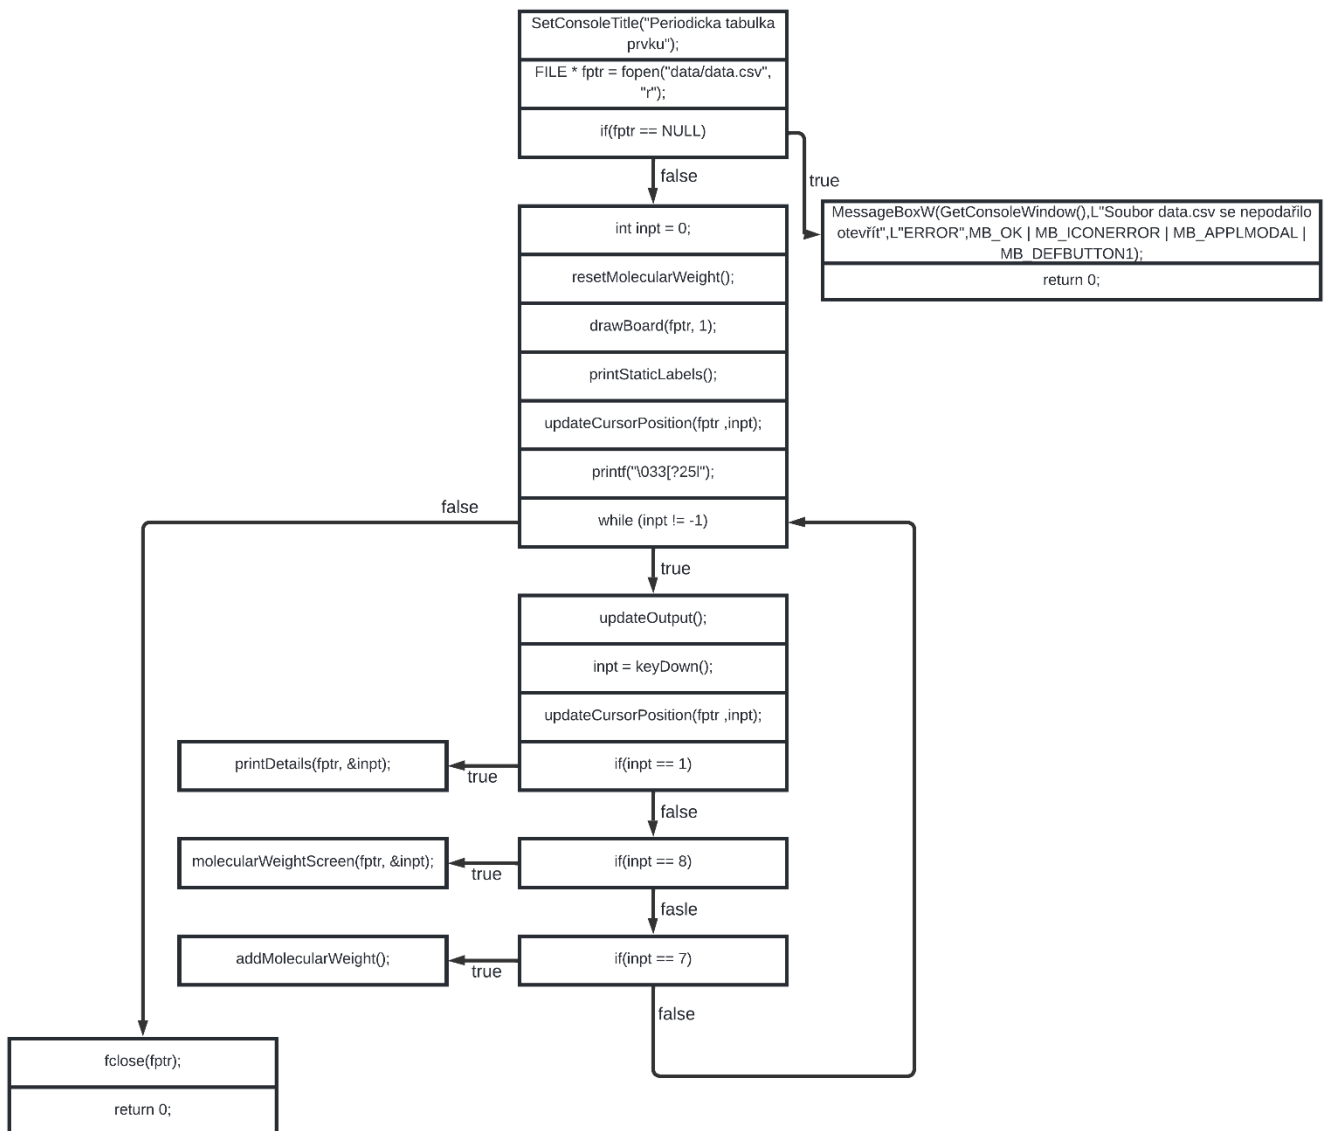 SetConsoleTitle("Periodicka tabulka
prvku");
FILE * fptr = fopen("data/data.csv",
"r");
if(fptr == NULL)
false
true
MessageBoxW(GetConsoleWindow(),L"Soubor data.csv se nepodařilo
otevřít",L"ERROR",MB_OK | MB_ICONERROR | MB_APPLMODAL |
MB_DEFBUTTON1);
return 0;
int inpt = 0;
resetMolecularWeight();
drawBoard(fptr, 1);
printStaticLabels();
updateCursorPosition(fptr ,inpt);
printf("\033[?25l");
while (inpt != -1)
false
true
updateOutput();
inpt = keyDown();
updateCursorPosition(fptr ,inpt);
if(inpt == 1)
true
printDetails(fptr, &inpt);
false
if(inpt == 8)
true
molecularWeightScreen(fptr, &inpt);
fasle
if(inpt == 7)
true
addMolecularWeight();
false
fclose(fptr);
return 0;